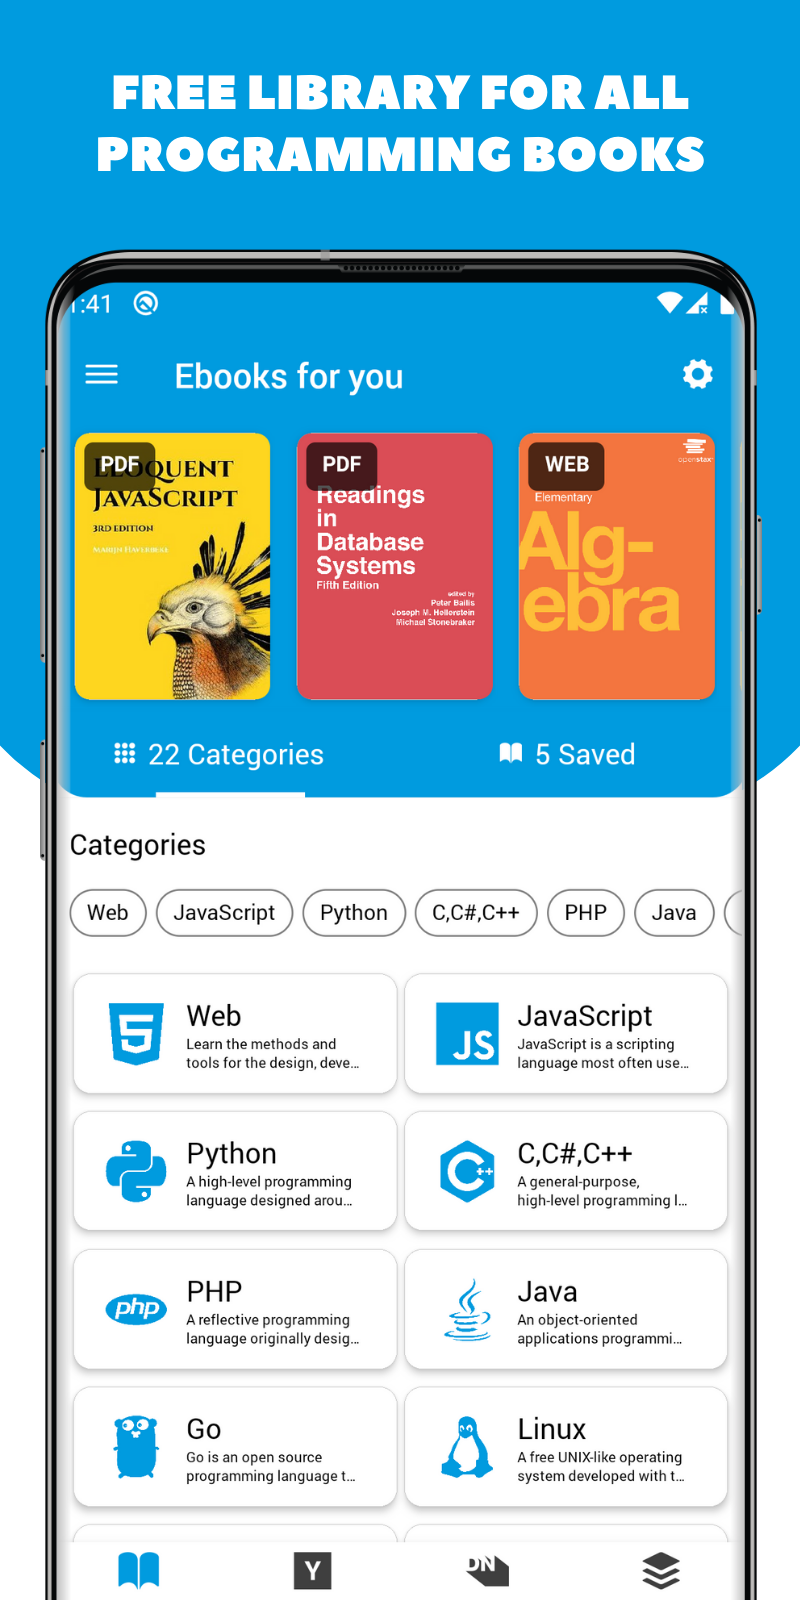 FREE LIBRARY FOR ALL
PROGRAMMING BOOKS
1:41
Ebooks for you
PDF
ELOQUENT
JAVASCRIPT
3RD EDITION
MARIJN HAVERBEKE
PDF
Readings
in
Database
Systems
Fifth Edition
edited by
Peter Bailis
Joseph M. Hellerstein
Michael Stonebraker
WEB
openstax
Elementary
Alg-
ebra
22 Categories
5 Saved
Categories
Web
JavaScript
Python
C,C#,C++
PHP
Java
5
Web
Learn the methods and
tools for the design, deve...
JS
JavaScript
JavaScript is a scripting
language most often use...
Python
A high-level programming
language designed arou...
C++
C,C#,C++
A general-purpose,
high-level programming l...
php
PHP
A reflective programming
language originally desig...
Java
An object-oriented
applications programmi...
Go
Go is an open source
programming language t...
Linux
A free UNIX-like operating
system developed with t...
Y
DN